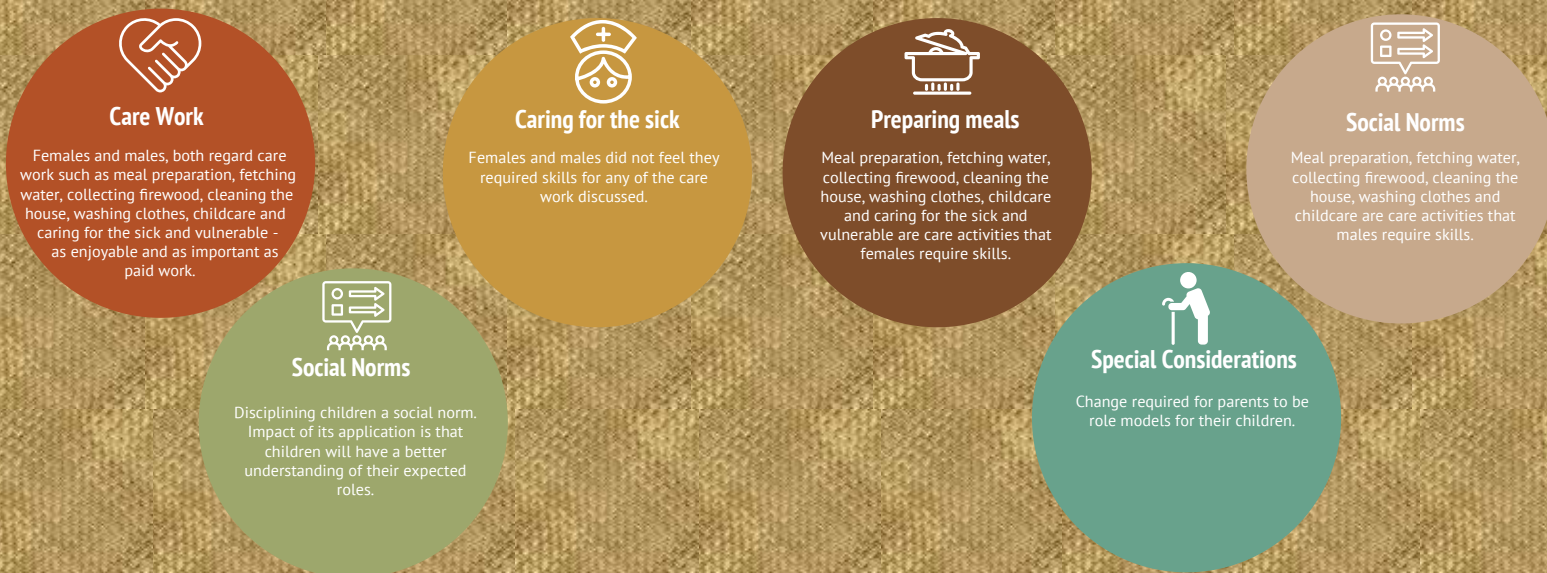 Care Work
Females and males, both regard care
work such as meal preparation, fetching
water, collecting firewood, cleaning the
house, washing clothes, childcare and
caring for the sick and vulnerable -
as enjoyable and as important as
paid work.
Social Norms
Disciplining children a social norm.
Impact of its application is that
children will have a better
understanding of their expected
roles.
Caring for the sick
Females and males did not feel they
required skills for any of the care
work discussed.
Preparing meals
Meal preparation, fetching water,
collecting firewood, cleaning the
house, washing clothes, childcare
and caring for the sick and
vulnerable are care activities that
females require skills.
Special Considerations
Change required for parents to be
role models for their children.
Social Norms
Meal preparation, fetching water,
collecting firewood, cleaning the
house, washing clothes and
childcare are care activities that
males require skills.